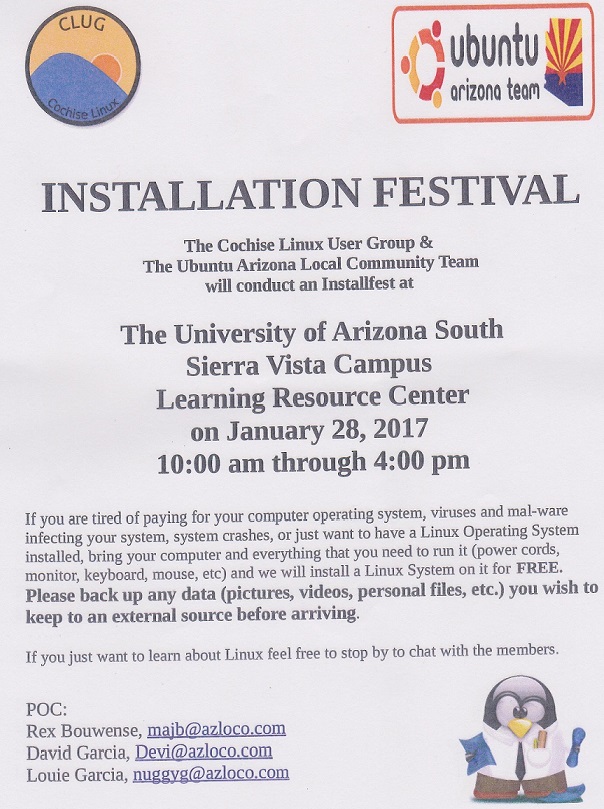 CLUG
Cochise Linux
ubuntu
arizona team
INSTALLATION FESTIVAL
The Cochise Linux User Group &
The Ubuntu Arizona Local Community Team
will conduct an Installfest at
The University of Arizona South
Sierra Vista Campus
Learning Resource Center
on January 28, 2017
10:00 am through 4:00 pm
If you are tired of paying for your computer operating system, viruses and mal-ware
infecting your system, system crashes, or just want to have a Linux Operating System
installed, bring your computer and everything that you need to run it (power cords,
monitor, keyboard, mouse, etc) and we will install a Linux System on it for FREE.
Please back up any data (pictures, videos, personal files, etc.) you wish to
keep to an external source before arriving.
If you just want to learn about Linux feel free to stop by to chat with the members.
POC:
Rex Bouwense, majb@azloco.com
David Garcia, Devi@azloco.com
Louie Garcia, nuggyg@azloco.com